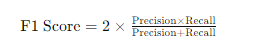 F1 Score = 2 × Precision×Recall / Precision+Recall